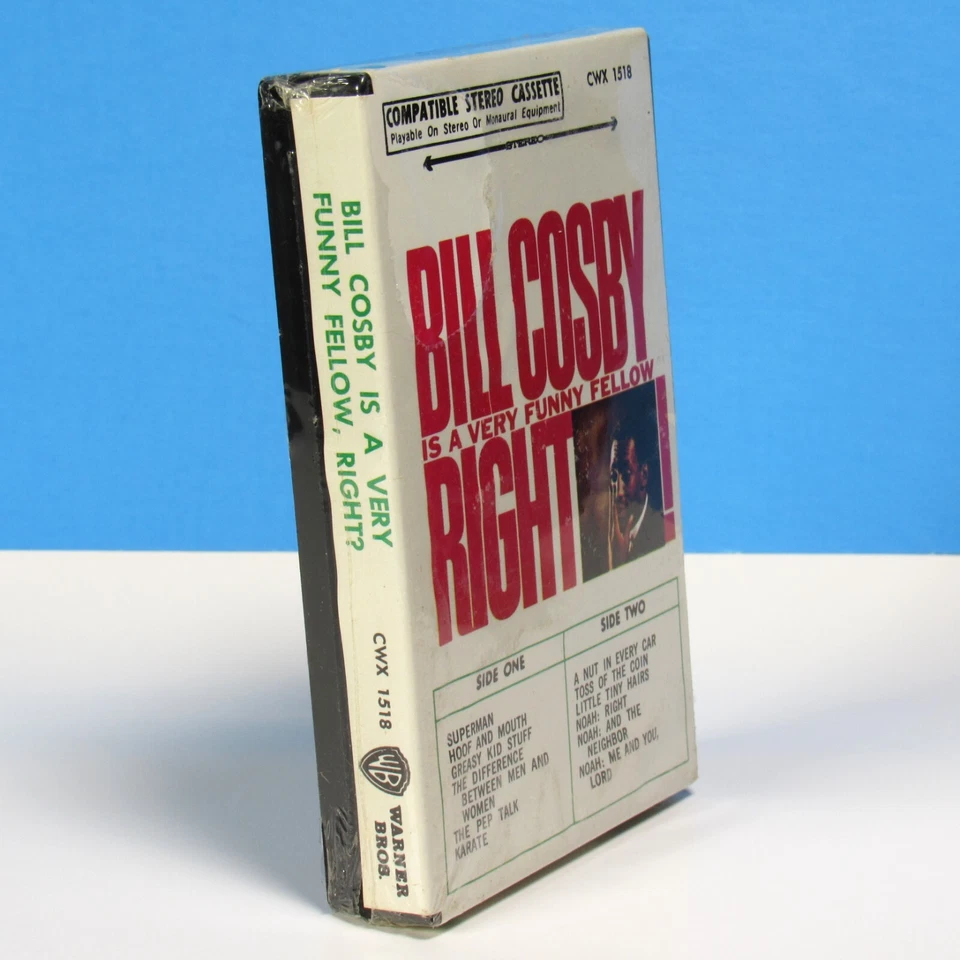 BILL COSBY IS A VERY
FUNNY FELLOW, RIGHT?
CWX 1518
WB
WARNER
BROS.
COMPATIBLE STEREO CASSETTE
Playable On Stereo Or Monaural Equipment
CWX 1518
STEREO
BILL COSBY
IS A VERY FUNNY FELLOW
RIGHT!
SIDE ONE
SUPERMAN
HOOF AND MOUTH
GREASY KID STUFF
THE DIFFERENCE
BETWEEN MEN AND
WOMEN
THE PEP TALK
KARATE
SIDE TWO
A NUT IN EVERY CAR
TOSS OF THE COIN
LITTLE TINY HAIRS
NOAH: RIGHT
NOAH: AND THE
NEIGHBOR
NOAH: ME AND YOU,
LORD